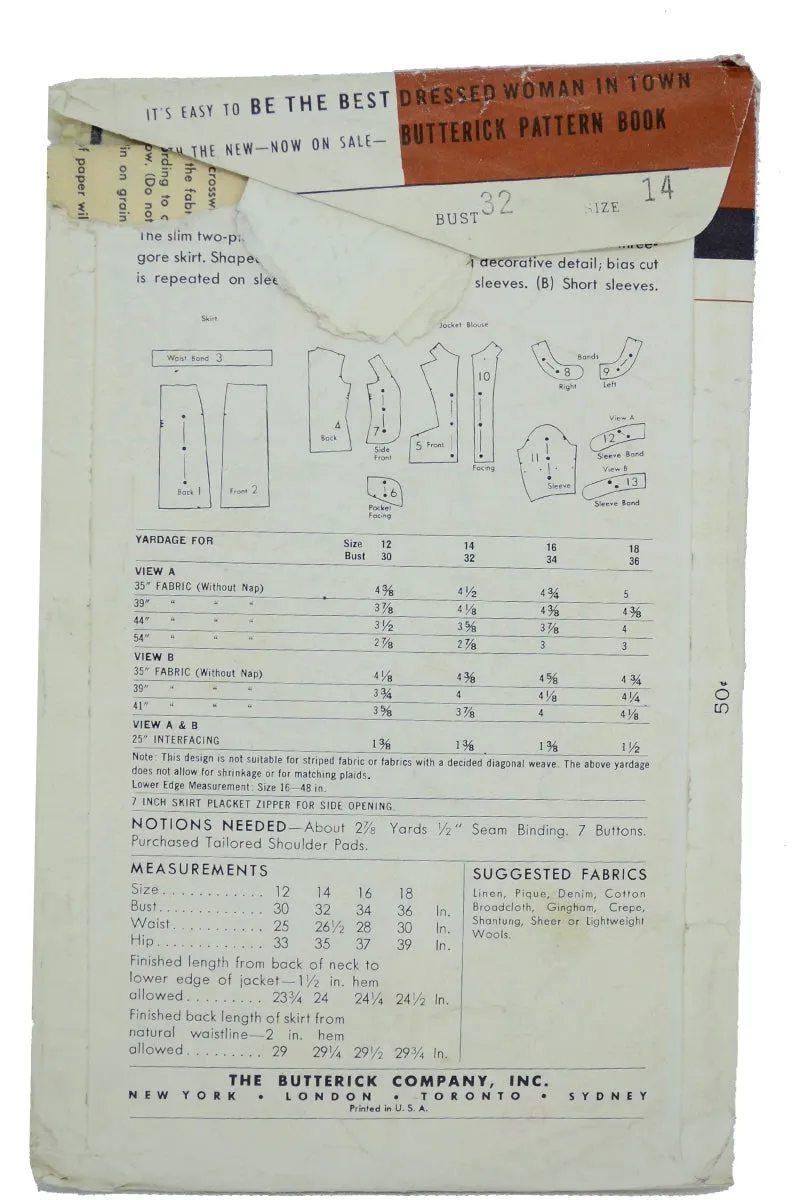 IT'S EASY TO BE THE BEST DRESSED WOMAN IN TOWN
THE NEW—NOW ON SALE— BUTTERICK PATTERN BOOK
BUST 32 SIZE 14
of paper wil
in on grain
ow. (Do not
rding to c
the fab
crossw
The slim two-p
gore skirt. Shape decorative detail; bias cut
is repeated on slee sleeves. (B) Short sleeves.
Skirt
Jacket Blouse
Waist Band 3
Back 1
Front 2
4
Back
7
Side
Front
5 Front
10
Facing
6
Pocket
Facing
Bands
8
Right
9
Left
11
Sleeve
View A
12
Sleeve Band
View B
13
Sleeve Band
YARDAGE FOR Size 12 14 16 18
Bust 30 32 34 36
VIEW A
35" FABRIC (Without Nap) 4⅜ 4½ 4¾ 5
39" " " " 3⅞ 4⅛ 4⅜ 4⅜
44" " " " 3½ 3⅝ 3⅞ 4
54" " " " 2⅞ 2⅞ 3 3
VIEW B
35" FABRIC (Without Nap) 4⅛ 4⅜ 4⅝ 4¾
39" " " " 3¾ 4 4⅛ 4¼
41" " " " 3⅝ 3⅞ 4 4⅛
VIEW A & B
25" INTERFACING 1⅜ 1⅜ 1⅜ 1½
Note: This design is not suitable for striped fabric or fabrics with a decided diagonal weave. The above yardage
does not allow for shrinkage or for matching plaids.
Lower Edge Measurement: Size 16—48 in.
7 INCH SKIRT PLACKET ZIPPER FOR SIDE OPENING.
NOTIONS NEEDED—About 2⅞ Yards ½" Seam Binding. 7 Buttons.
Purchased Tailored Shoulder Pads.
MEASUREMENTS
Size............ 12 14 16 18
Bust............. 30 32 34 36 In.
Waist........... 25 26½ 28 30 In.
Hip............. 33 35 37 39 In.
Finished length from back of neck to
lower edge of jacket—1½ in. hem
allowed......... 23¾ 24 24¼ 24½ In.
Finished back length of skirt from
natural waistline—2 in. hem
allowed......... 29 29¼ 29½ 29¾ In.
SUGGESTED FABRICS
Linen, Pique, Denim, Cotton
Broadcloth, Gingham, Crepe,
Shantung, Sheer or Lightweight
Wools.
50¢
THE BUTTERICK COMPANY, INC.
NEW YORK • LONDON • TORONTO • SYDNEY
Printed in U. S. A.